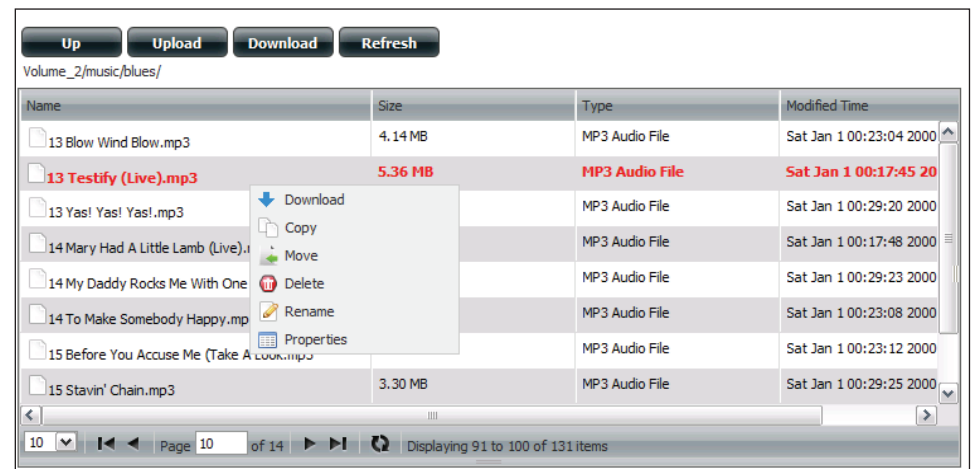 Up Upload Download Refresh
Volume_2/music/blues/
Name Size Type Modified Time
13 Blow Wind Blow.mp3 4.14 MB MP3 Audio File Sat Jan 1 00:23:04 2000
13 Testify (Live).mp3 5.36 MB MP3 Audio File Sat Jan 1 00:17:45 20
Download
13 Yas! Yas! Yas!.mp3 MP3 Audio File Sat Jan 1 00:29:20 2000
Copy
14 Mary Had A Little Lamb (Live). MP3 Audio File Sat Jan 1 00:17:48 2000
Move
14 My Daddy Rocks Me With One MP3 Audio File Sat Jan 1 00:29:23 2000
Delete
14 To Make Somebody Happy.mp MP3 Audio File Sat Jan 1 00:23:08 2000
Rename
Properties
15 Before You Accuse Me (Take A Look.mp3 MP3 Audio File Sat Jan 1 00:23:12 2000
15 Stavin' Chain.mp3 3.30 MB MP3 Audio File Sat Jan 1 00:29:25 2000
10 Page 10 of 14 Displaying 91 to 100 of 131 items